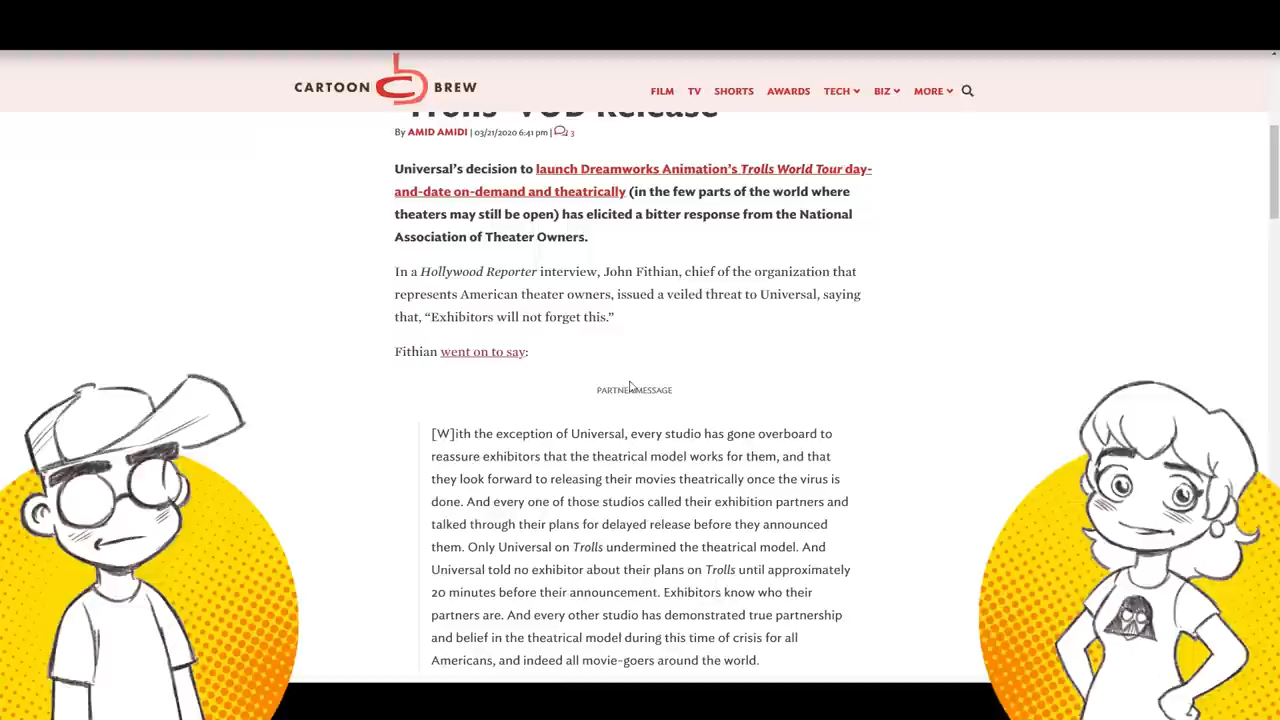 CARTOON BREW
FILM TV SHORTS AWARDS TECH BIZ MORE
"Trolls" VOD Release
By AMID AMIDI | 03/21/2020 6:41 pm | 3
Universal's decision to launch Dreamworks Animation's Trolls World Tour day-
and-date on-demand and theatrically (in the few parts of the world where
theaters may still be open) has elicited a bitter response from the National
Association of Theater Owners.
In a Hollywood Reporter interview, John Fithian, chief of the organization that
represents American theater owners, issued a veiled threat to Universal, saying
that, “Exhibitors will not forget this.”
Fithian went on to say:
PARTNER MESSAGE
[W]ith the exception of Universal, every studio has gone overboard to
reassure exhibitors that the theatrical model works for them, and that
they look forward to releasing their movies theatrically once the virus is
done. And every one of those studios called their exhibition partners and
talked through their plans for delayed release before they announced
them. Only Universal on Trolls undermined the theatrical model. And
Universal told no exhibitor about their plans on Trolls until approximately
20 minutes before their announcement. Exhibitors know who their
partners are. And every other studio has demonstrated true partnership
and belief in the theatrical model during this time of crisis for all
Americans, and indeed all movie-goers around the world.